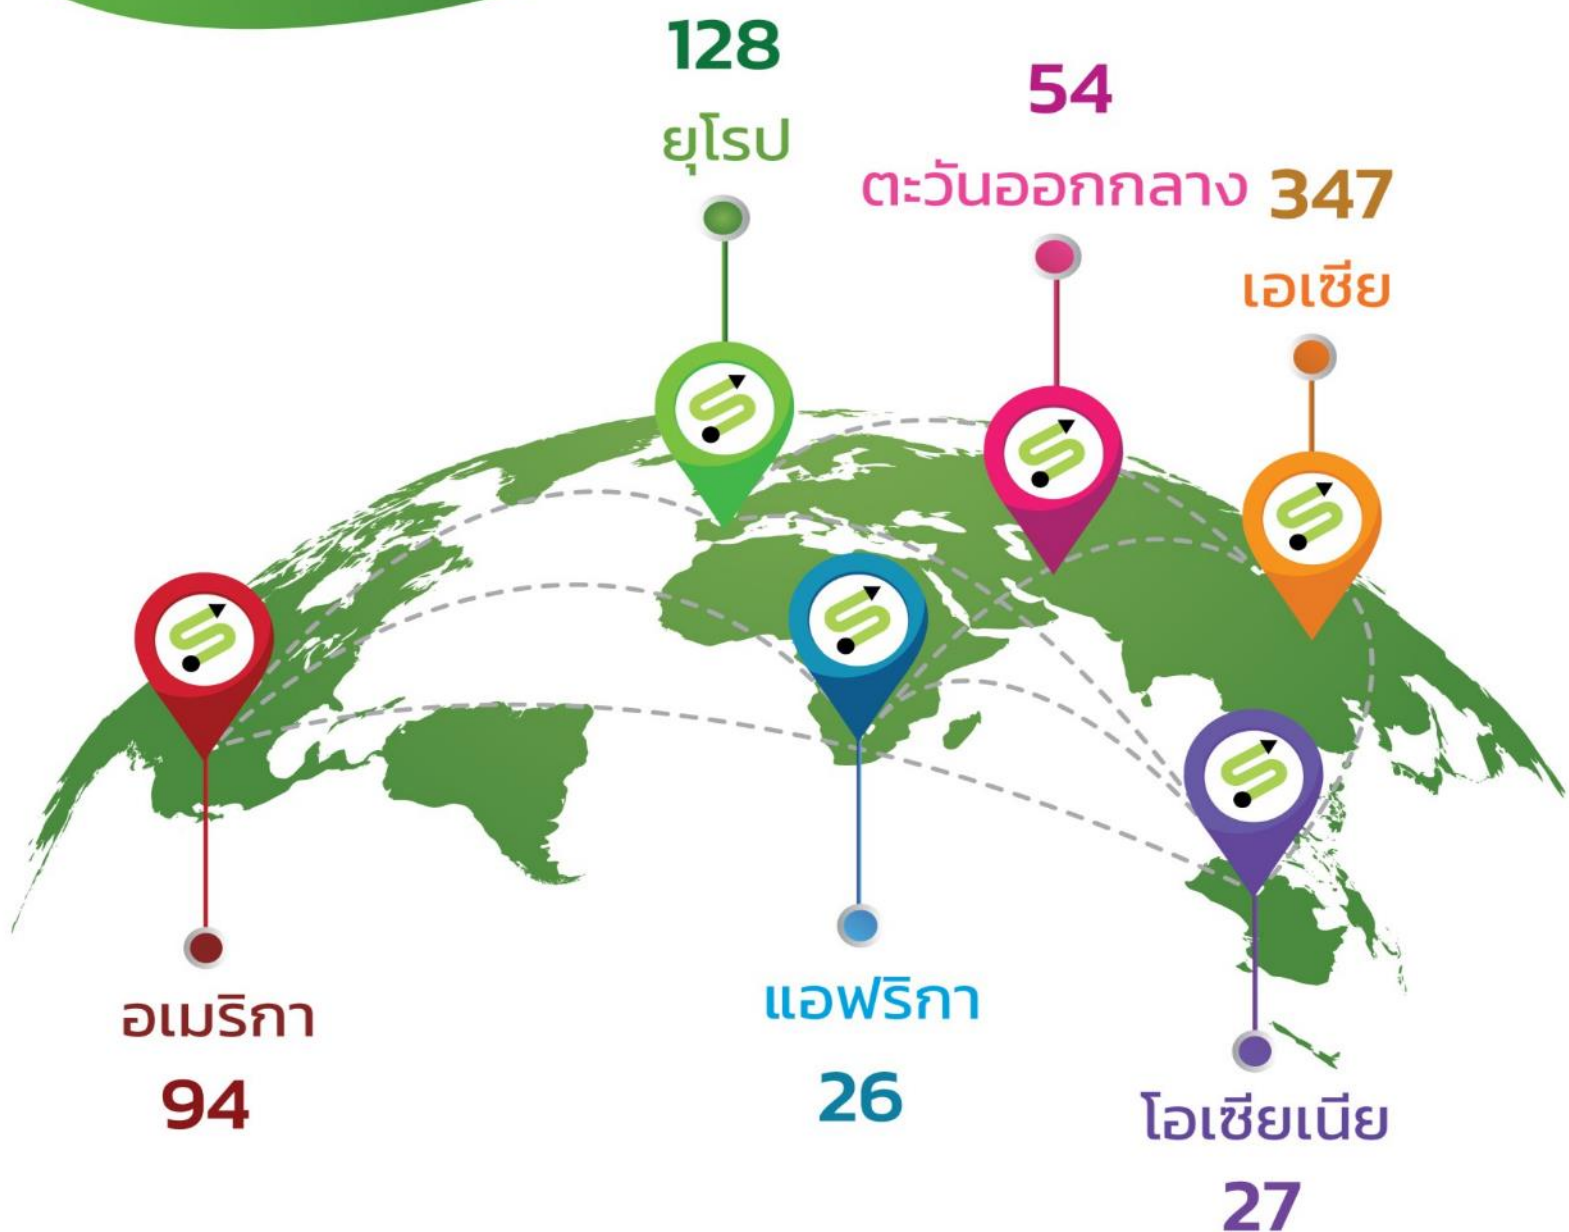 128
ยุโรป
54
ตะวันออกกลาง
347
เอเซีย
อเมริกา
94
แอฟริกา
26
โอเซียเนีย
27